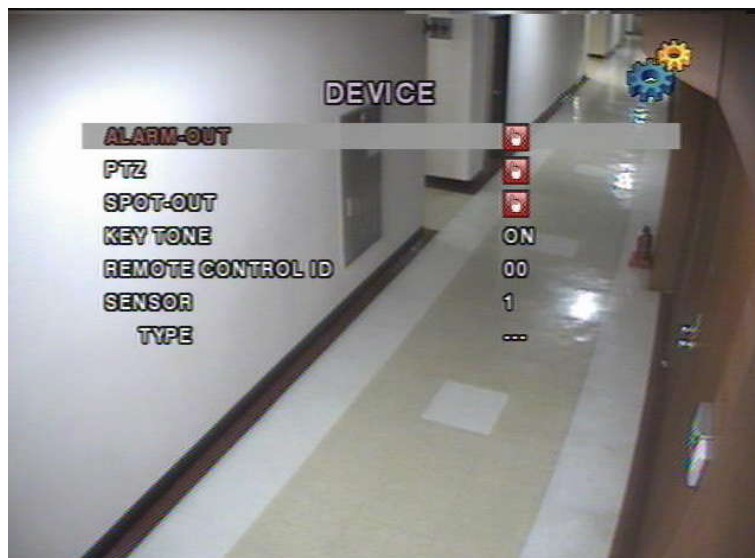 DEVICE
ALARM-OUT
PTZ
SPOT-OUT
KEY TONE ON
REMOTE CONTROL ID 00
SENSOR 1
TYPE ---